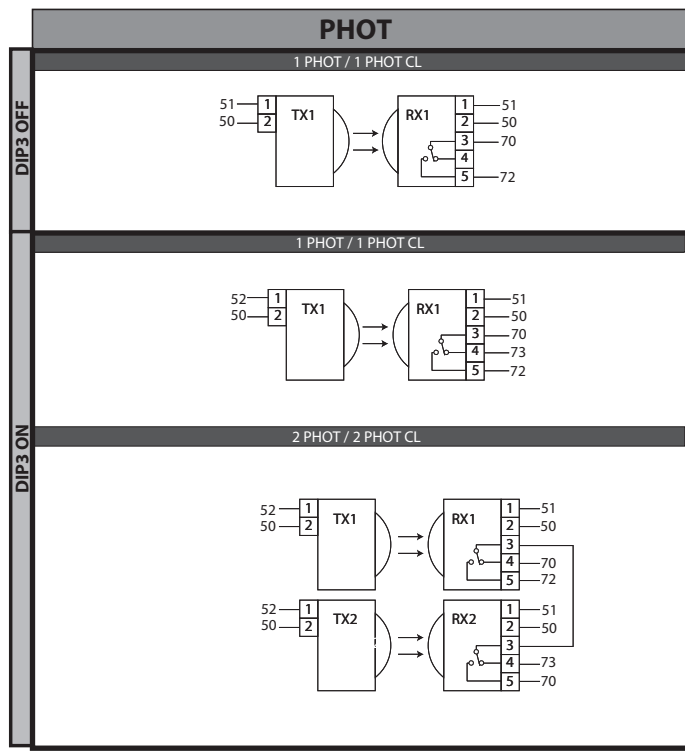 PHOT
DIP3 OFF
1 PHOT / 1 PHOT CL
51 1 TX1 RX1 1 51
50 2 2 50
3 70
4
5 72
DIP3 ON
1 PHOT / 1 PHOT CL
52 1 TX1 RX1 1 51
50 2 2 50
3 70
4 73
5 72
2 PHOT / 2 PHOT CL
52 1 TX1 RX1 1 51
50 2 2 50
3
4 70
5 72
52 1 TX2 RX2 1 51
50 2 2 50
3
4 73
5 70